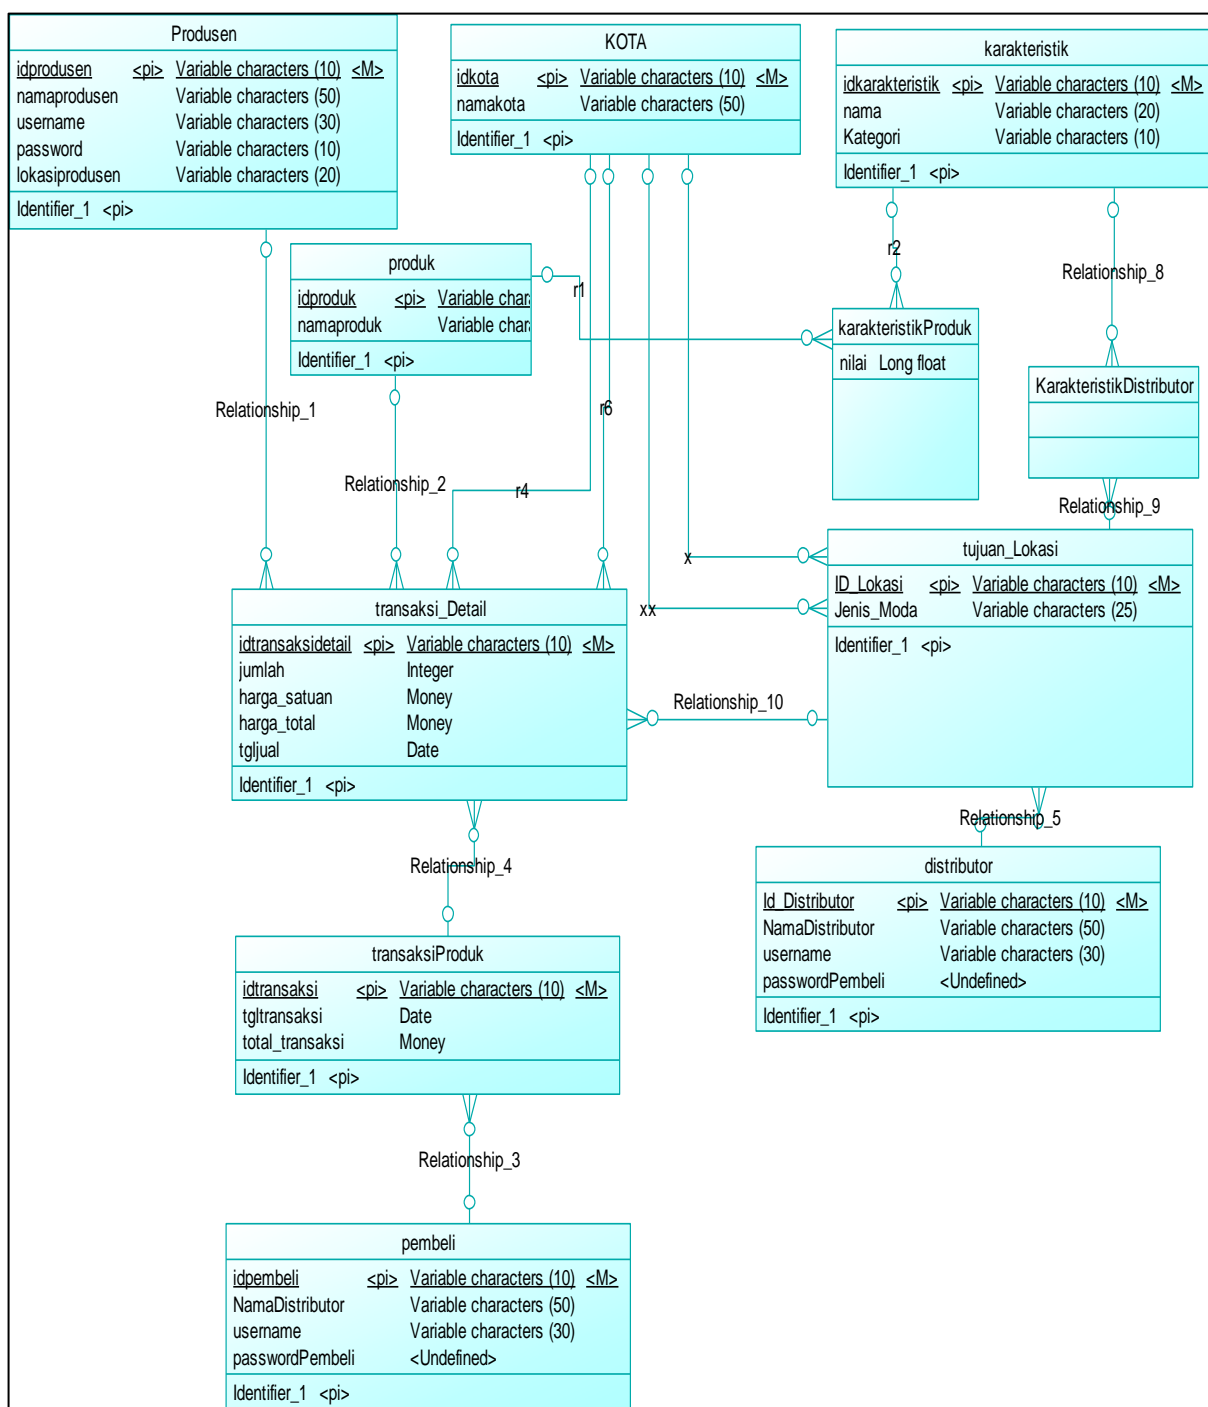 Produsen
idprodusen <pi> Variable characters (10) <M>
namaprodusen Variable characters (50)
username Variable characters (30)
password Variable characters (10)
lokasiprodusen Variable characters (20)
Identifier_1 <pi>
KOTA
idkota <pi> Variable characters (10) <M>
namakota Variable characters (50)
Identifier_1 <pi>
karakteristik
idkarakteristik <pi> Variable characters (10) <M>
nama Variable characters (20)
Kategori Variable characters (10)
Identifier_1 <pi>
produk
idproduk <pi> Variable
namaproduk Variable
Identifier_1 <pi>
r1
r2
Relationship_8
karakteristikProduk
nilai Long float
KarakteristikDistributor
Relationship_1
r6
Relationship_2
r4
Relationship_9
x
xx
tujuan_Lokasi
ID_Lokasi <pi> Variable characters (10) <M>
Jenis_Moda Variable characters (25)
Identifier_1 <pi>
transaksi_Detail
idtransaksidetail <pi> Variable characters (10) <M>
jumlah Integer
harga_satuan Money
harga_total Money
tgljual Date
Identifier_1 <pi>
Relationship_10
Relationship_5
Relationship_4
distributor
Id_Distributor <pi> Variable characters (10) <M>
NamaDistributor Variable characters (50)
username Variable characters (30)
passwordPembeli <Undefined>
Identifier_1 <pi>
transaksiProduk
idtransaksi <pi> Variable characters (10) <M>
tgltransaksi Date
total_transaksi Money
Identifier_1 <pi>
Relationship_3
pembeli
idpembeli <pi> Variable characters (10) <M>
NamaDistributor Variable characters (50)
username Variable characters (30)
passwordPembeli <Undefined>
Identifier_1 <pi>